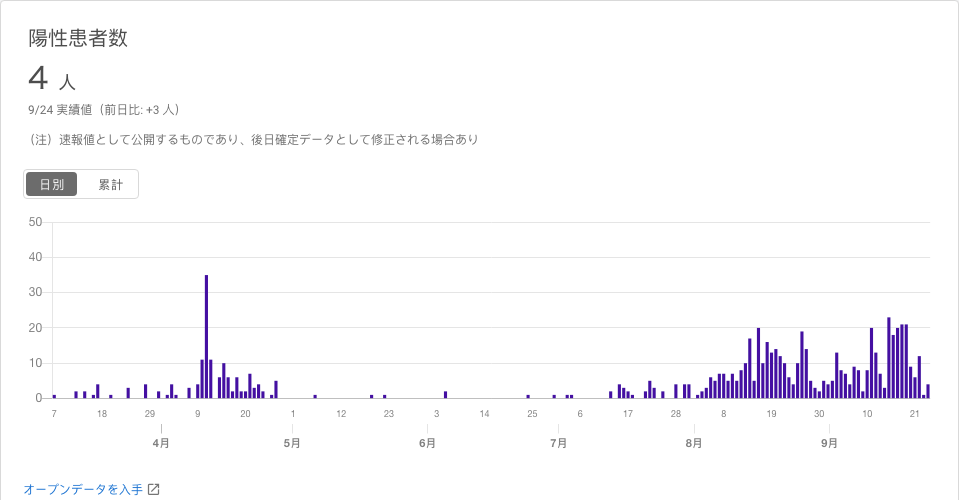 陽性患者数
4 人
9/24 実績値（前日比: +3 人）
（注）速報値として公開するものであり、後日確定データとして修正される場合あり
日別 累計
50
40
30
20
10
0
7 18 29 9 20 1 12 23 3 14 25 6 17 28 8 19 30 10 21
4月 5月 6月 7月 8月 9月
オープンデータを入手